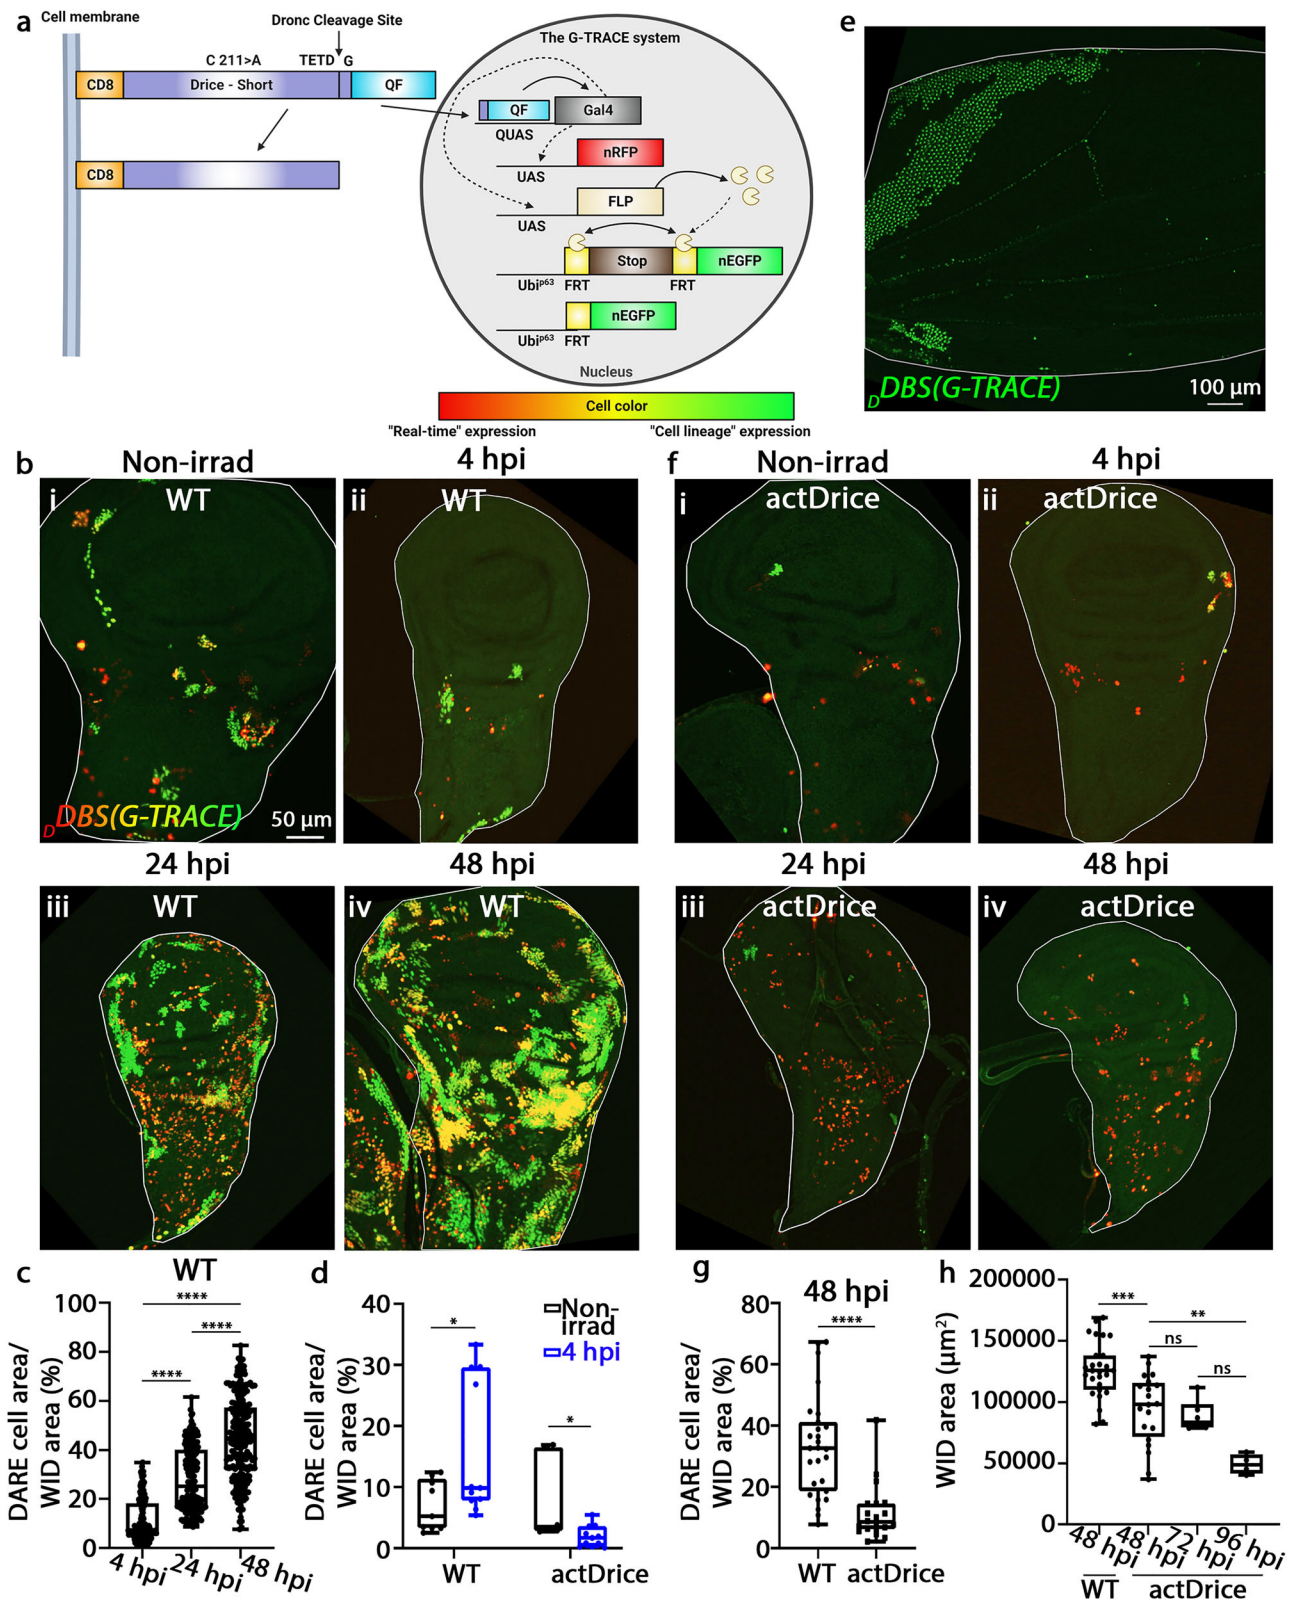 a
Cell membrane
Dronc Cleavage Site
C 211>A
TETD
G
CD8
Drice - Short
QF
CD8
The G-TRACE system
QF
Gal4
QUAS
nRFP
UAS
FLP
UAS
Stop
nEGFP
Ubiᵖ⁶³
FRT
FRT
nEGFP
Ubiᵖ⁶³
FRT
Nucleus
Cell color
"Real-time" expression
"Cell lineage" expression
e
DDBS(G-TRACE)
100 µm
b
Non-irrad
4 hpi
i
WT
ii
WT
DDBS(G-TRACE)
50 µm
24 hpi
48 hpi
iii
WT
iv
WT
f
Non-irrad
4 hpi
i
actDrice
ii
actDrice
24 hpi
48 hpi
iii
actDrice
iv
actDrice
c
WT
DARE cell area/
WID area (%)
100
80
60
40
20
0
****
****
****
4 hpi
24 hpi
48 hpi
d
DARE cell area/
WID area (%)
40
30
20
10
0
*
*
Non-
irrad
4 hpi
WT
actDrice
g
48 hpi
DARE cell area/
WID area (%)
80
60
40
20
0
****
WT
actDrice
h
WID area (µm²)
200000
150000
100000
50000
0
***
**
ns
ns
48 hpi
48 hpi
72 hpi
96 hpi
WT
actDrice